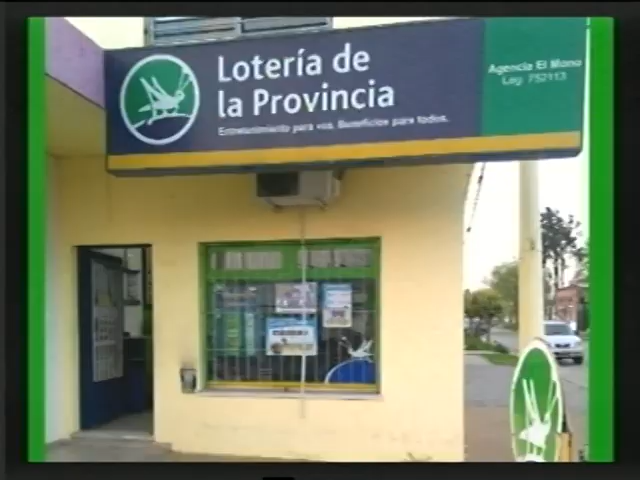 Lotería de
la Provincia
Entretenimiento para vos. Beneficios para todos.
Agencia El Mono
Leg: 752113